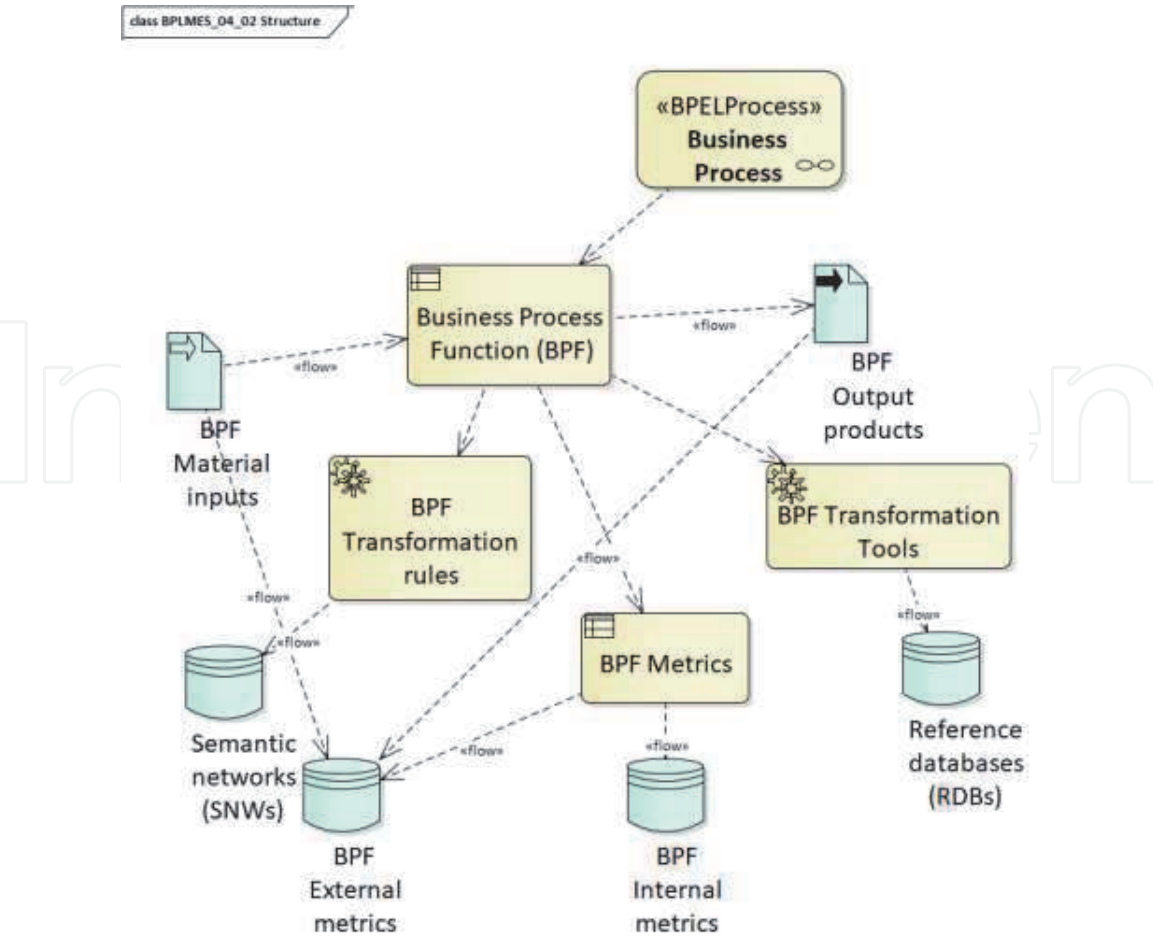 class BPLMES_04_02 Structure
«BPELProcess»
Business
Process
Business Process
Function (BPF)
«flow»
«flow»
BPF
Output
products
BPF
Material
inputs
BPF
Transformation
rules
BPF Transformation
Tools
«flow»
«flow»
«flow»
«flow»
BPF Metrics
Semantic
networks
(SNWs)
Reference
databases
(RDBs)
«flow»
«flow»
BPF
External
metrics
BPF
Internal
metrics